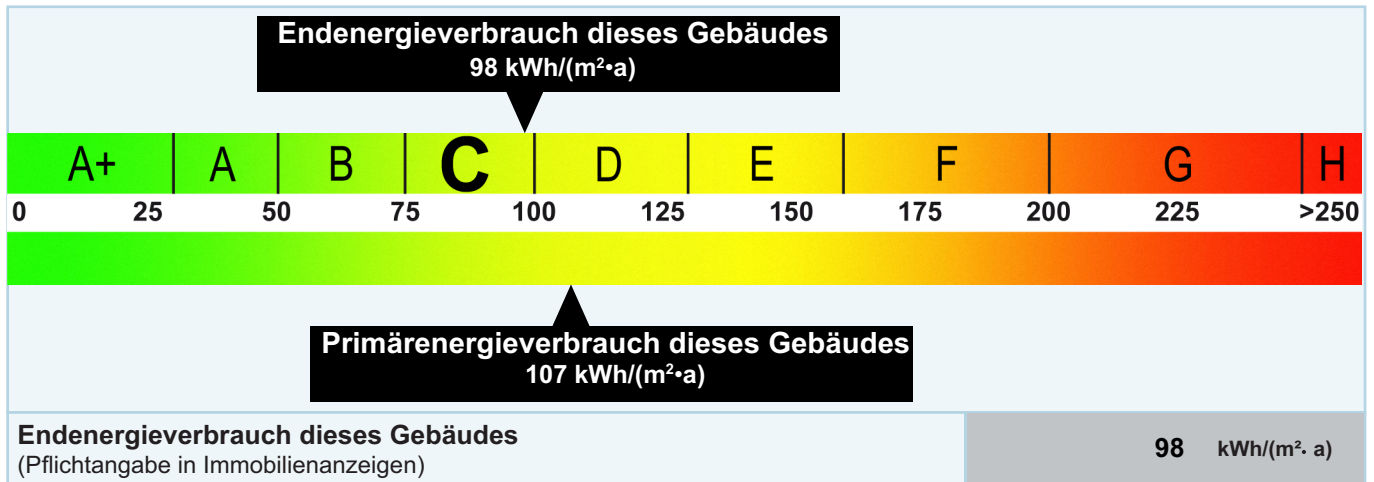 Endenergieverbrauch dieses Gebäudes
98 kWh/(m²•a)
A+ A B C D E F G H
0 25 50 75 100 125 150 175 200 225 >250
Primärenergieverbrauch dieses Gebäudes
107 kWh/(m²•a)
Endenergieverbrauch dieses Gebäudes
(Pflichtangabe in Immobilienanzeigen)
98 kWh/(m²· a)